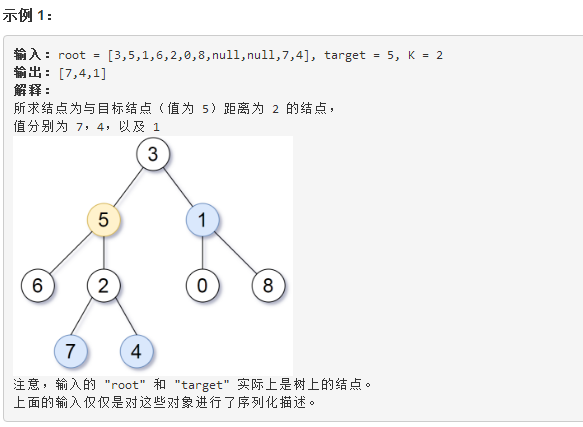 示例 1：
输入：root = [3,5,1,6,2,0,8,null,null,7,4], target = 5, K = 2
输出：[7,4,1]
解释：
所求结点为与目标结点（值为 5）距离为 2 的结点，
值分别为 7，4，以及 1
3
5 1
6 2 0 8
7 4
注意，输入的 "root" 和 "target" 实际上是树上的结点。
上面的输入仅仅是对这些对象进行了序列化描述。